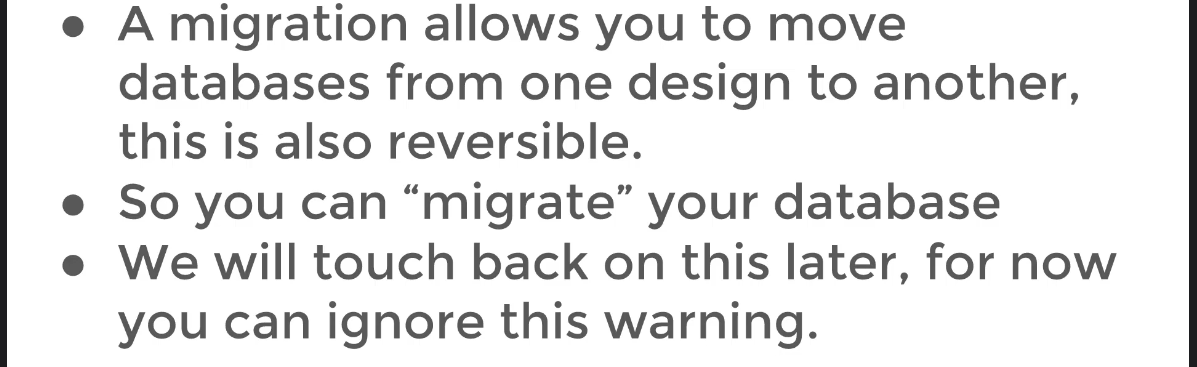 ● A migration allows you to move
databases from one design to another,
this is also reversible.
● So you can “migrate” your database
● We will touch back on this later, for now
you can ignore this warning.